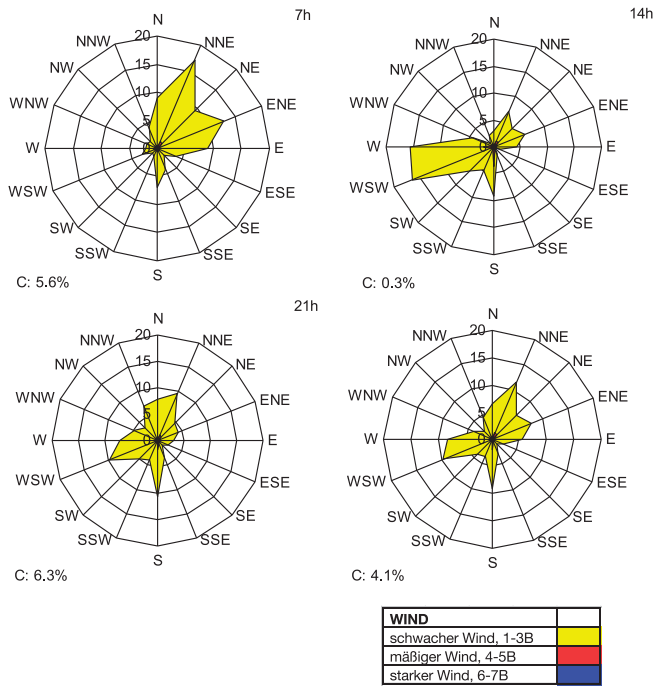 7h
N
NNE
NE
ENE
E
ESE
SE
SSE
S
SSW
SW
WSW
W
WNW
NW
NNW
20
15
10
5
0
C: 5.6%
14h
N
NNE
NE
ENE
E
ESE
SE
SSE
S
SSW
SW
WSW
W
WNW
NW
NNW
20
15
10
5
0
C: 0.3%
21h
N
NNE
NE
ENE
E
ESE
SE
SSE
S
SSW
SW
WSW
W
WNW
NW
NNW
20
15
10
5
0
C: 6.3%
N
NNE
NE
ENE
E
ESE
SE
SSE
S
SSW
SW
WSW
W
WNW
NW
NNW
20
15
10
5
0
C: 4.1%
WIND
schwacher Wind, 1-3B
mäßiger Wind, 4-5B
starker Wind, 6-7B